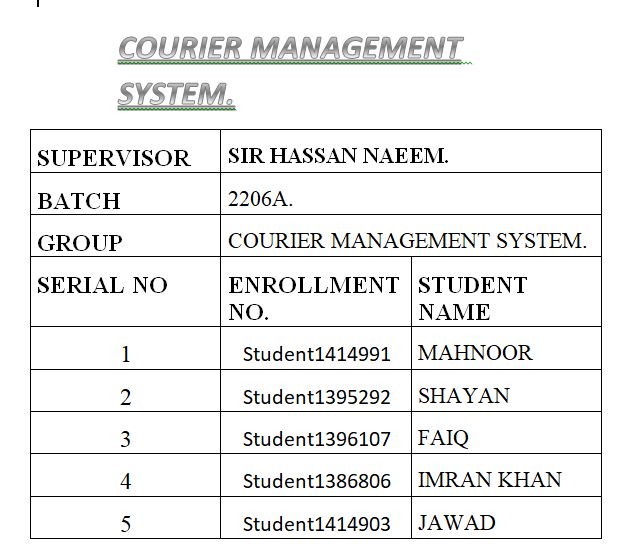 COURIER MANAGEMENT
SYSTEM.
SUPERVISOR SIR HASSAN NAEEM.
BATCH 2206A.
GROUP COURIER MANAGEMENT SYSTEM.
SERIAL NO ENROLLMENT NO. STUDENT NAME
1 Student1414991 MAHNOOR
2 Student1395292 SHAYAN
3 Student1396107 FAIQ
4 Student1386806 IMRAN KHAN
5 Student1414903 JAWAD